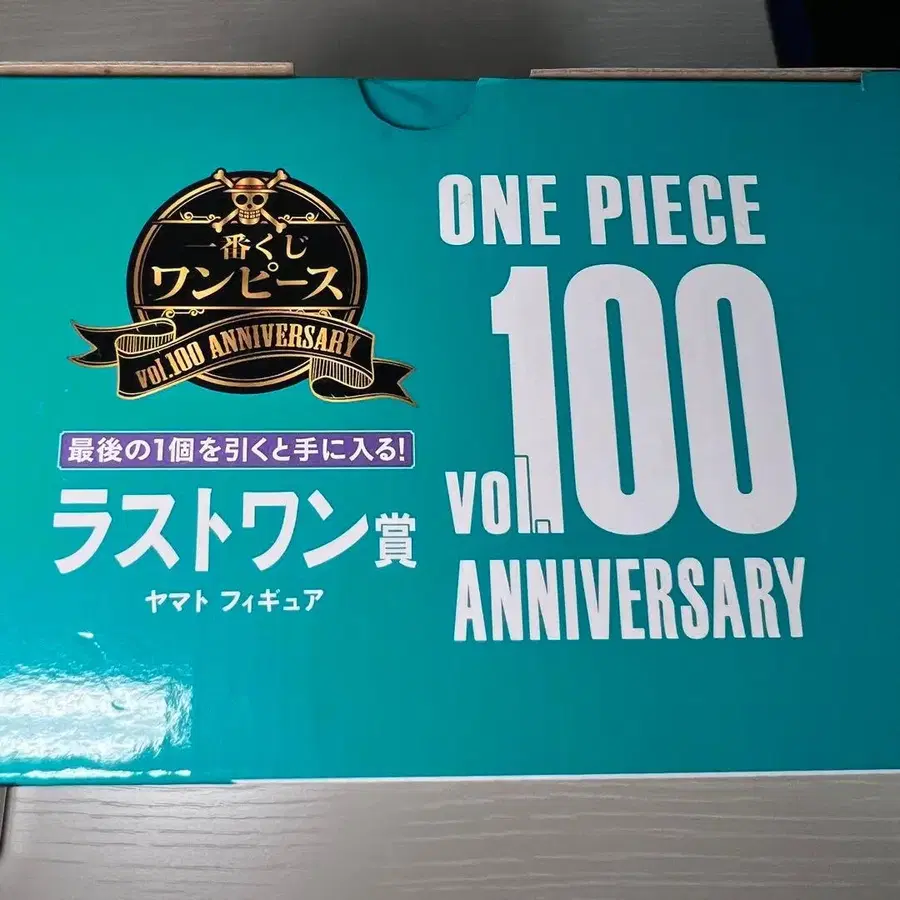 一番くじ
ワンピース
vol.100 ANNIVERSARY
最後の1個を引くと手に入る!
ラストワン賞
ヤマト フィギュア
ONE PIECE
vol.100
ANNIVERSARY